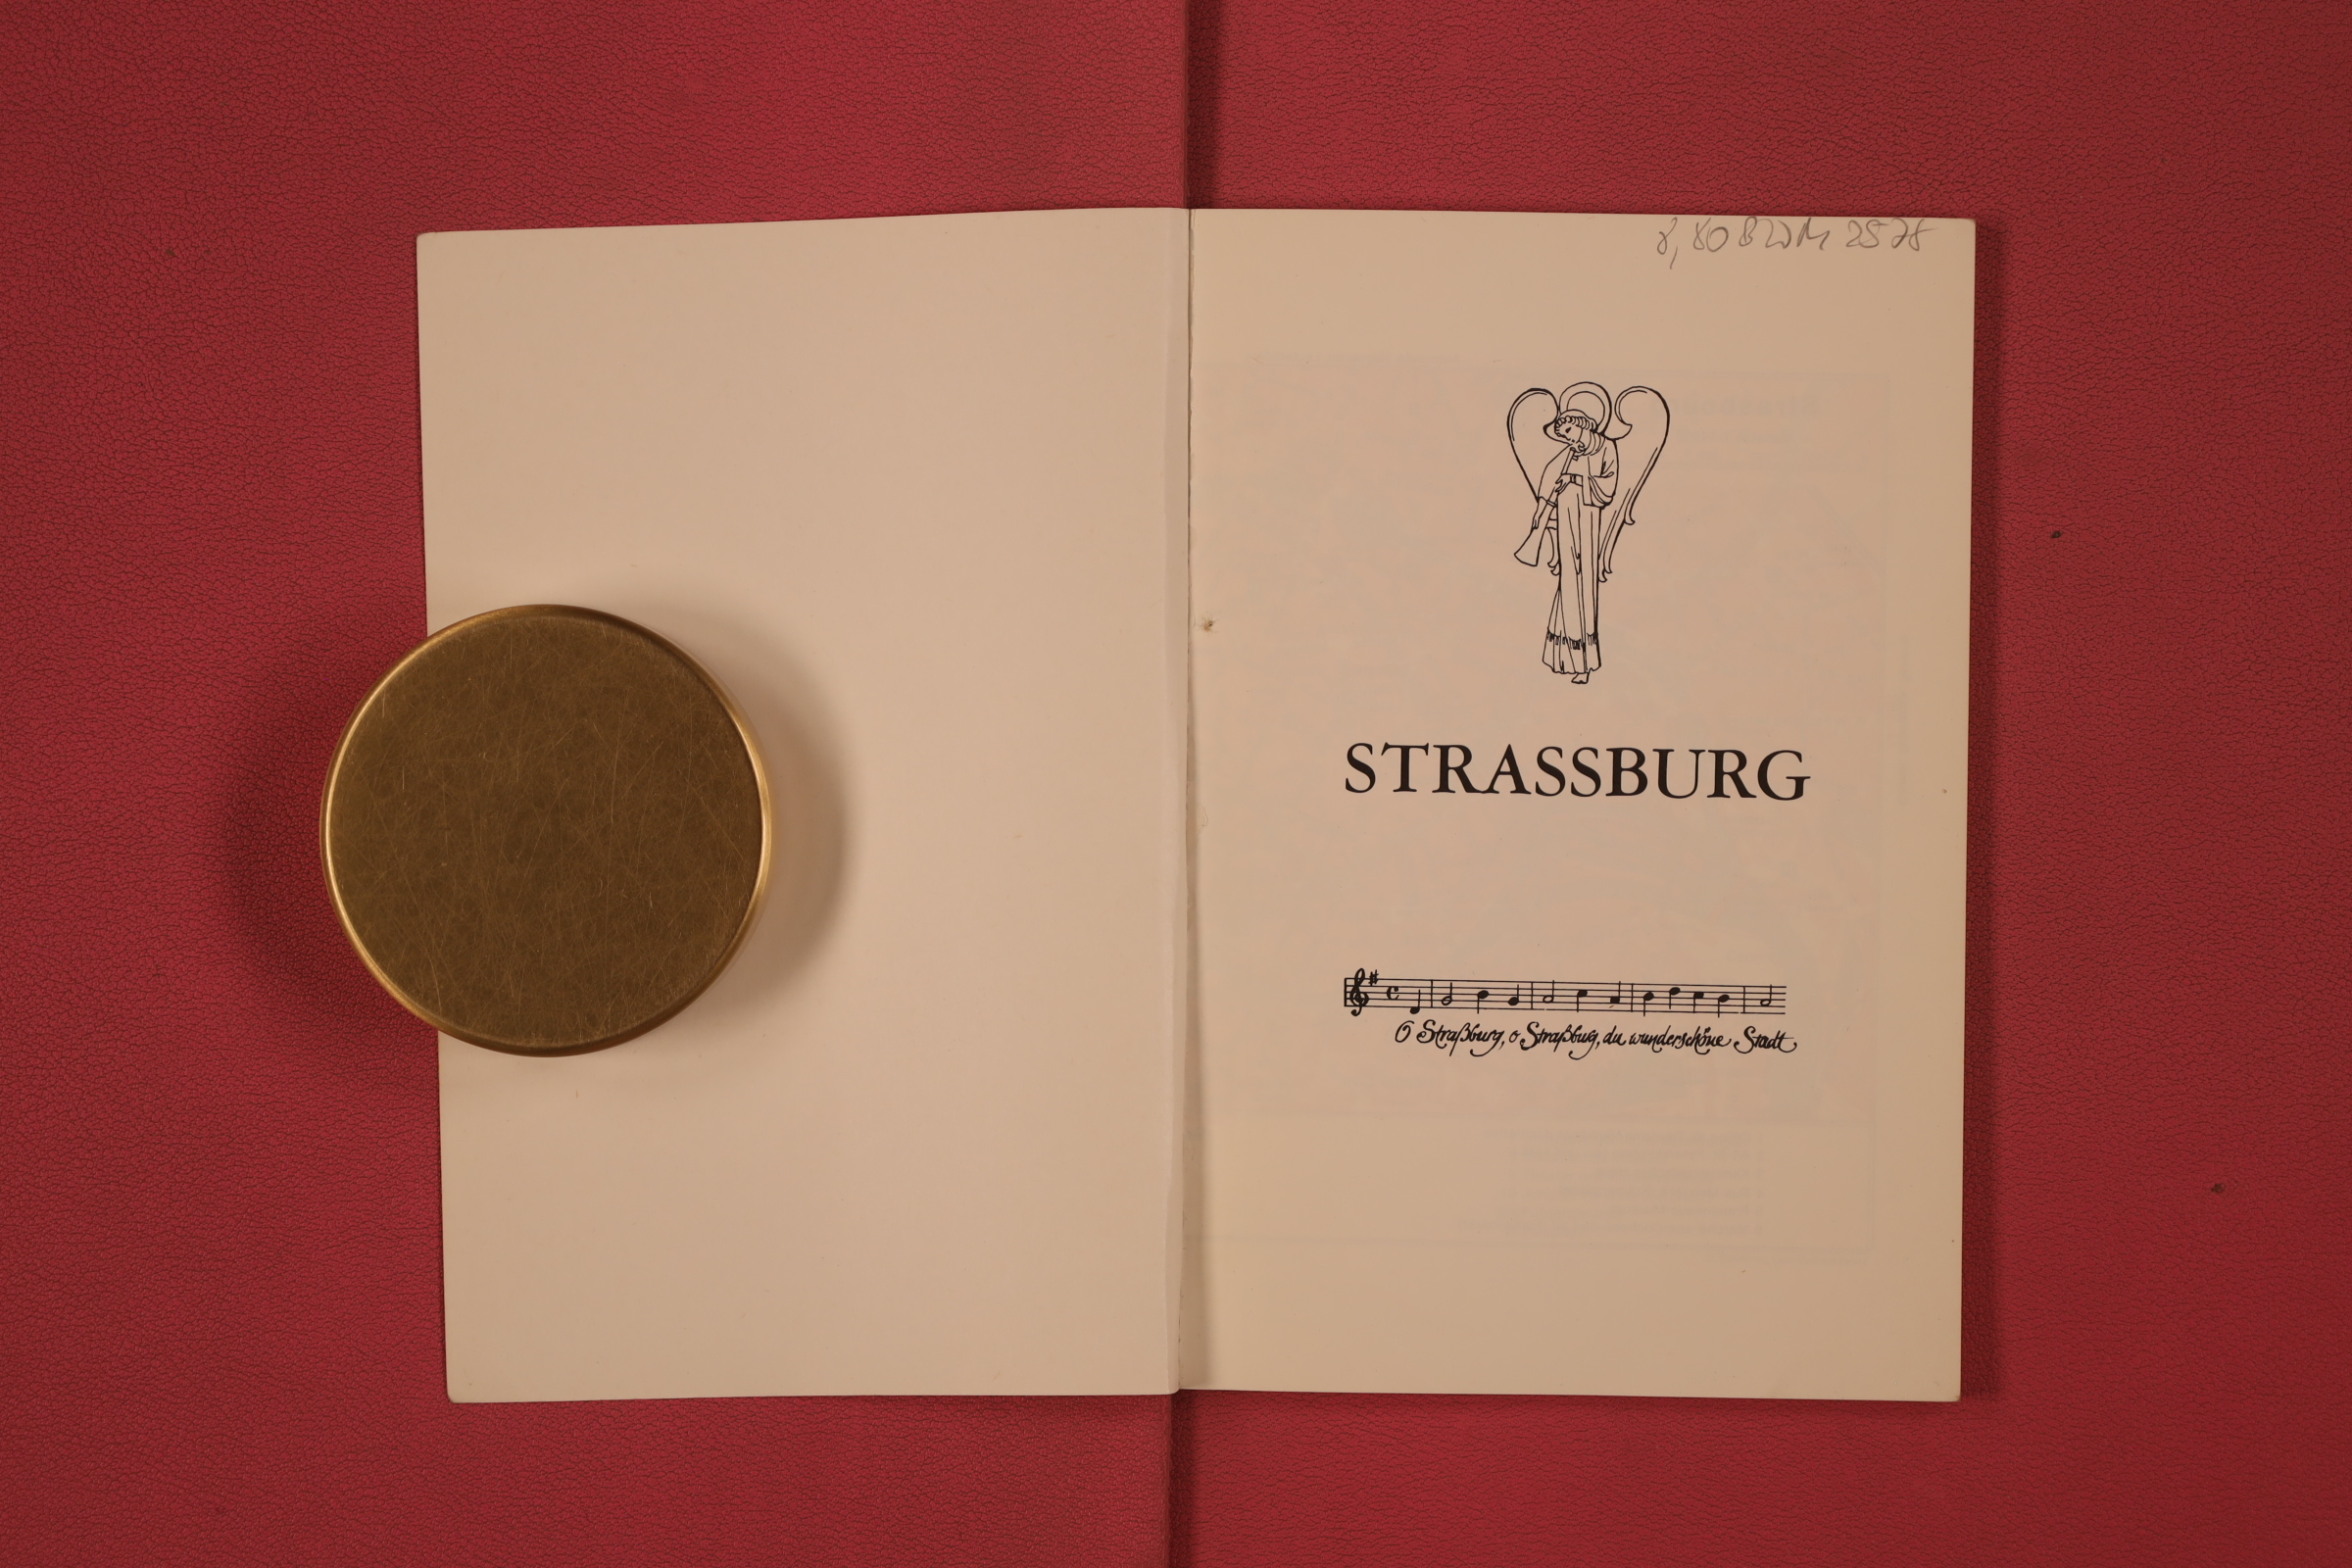 STRASSBURG
O Straßburg, o Straßburg, du wunderschöne Stadt